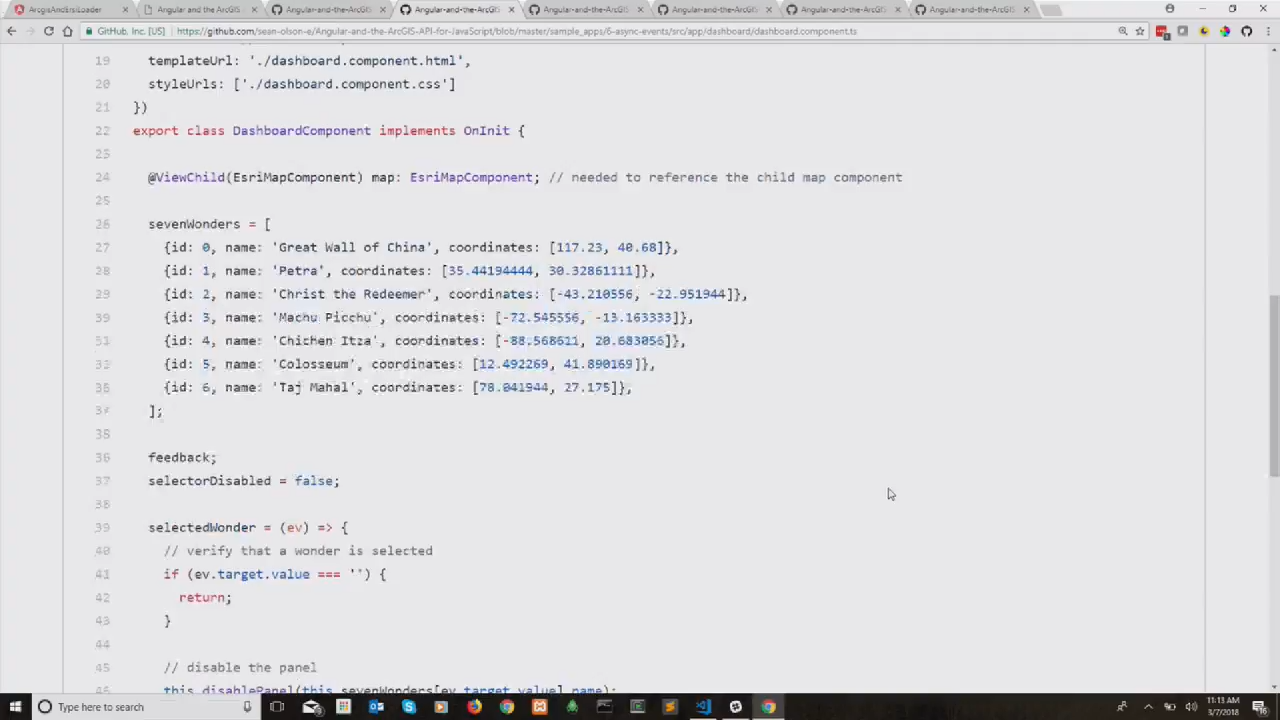 ArcgisAndEsriLoader
Angular and the ArcGIS
Angular-and-the-ArcGIS
Angular-and-the-ArcGIS
Angular-and-the-ArcGIS
Angular-and-the-ArcGIS
Angular-and-the-ArcGIS
Angular-and-the-ArcGIS
GitHub, Inc. [US] https://github.com/sean-olson-e/Angular-and-the-ArcGIS-API-for-JavaScript/blob/master/sample_apps/6-async-events/src/app/dashboard/dashboard.component.ts
19 templateUrl: './dashboard.component.html',
20 styleUrls: ['./dashboard.component.css']
21 })
22 export class DashboardComponent implements OnInit {
23
24 @ViewChild(EsriMapComponent) map: EsriMapComponent; // needed to reference the child map component
25
26 sevenWonders = [
27 {id: 0, name: 'Great Wall of China', coordinates: [117.23, 40.68]},
28 {id: 1, name: 'Petra', coordinates: [35.44194444, 30.32861111]},
29 {id: 2, name: 'Christ the Redeemer', coordinates: [-43.210556, -22.951944]},
{id: 3, name: 'Machu Picchu', coordinates: [-72.545556, -13.163333]},
31 {id: 4, name: 'Chichen Itza', coordinates: [-88.568611, 20.683056]},
{id: 5, name: 'Colosseum', coordinates: [12.492269, 41.890169]},
{id: 6, name: 'Taj Mahal', coordinates: [78.041944, 27.175]},
];
35
36 feedback;
37 selectorDisabled = false;
38
39 selectedWonder = (ev) => {
40 // verify that a wonder is selected
41 if (ev.target.value === '') {
42 return;
43 }
44
45 // disable the panel
46 this.disablePanel(this.sevenWonders[ev.target.value].name);
Type here to search
11:13 AM
3/7/2018